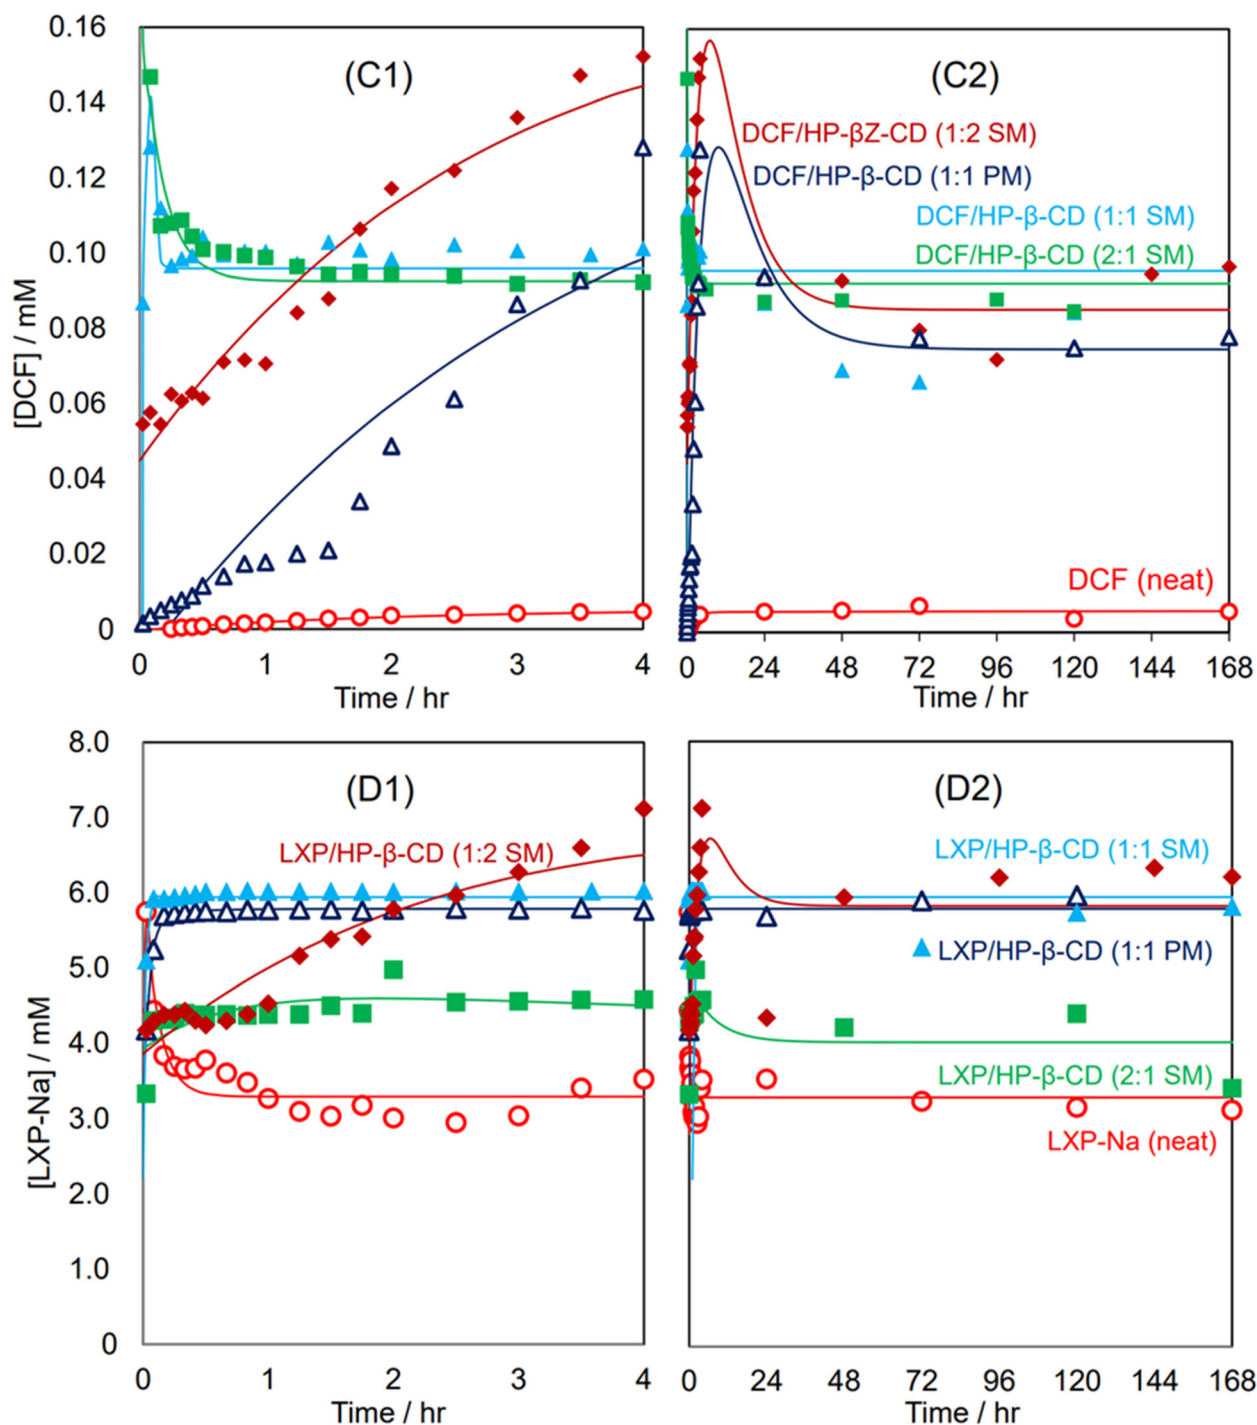 [DCF] / mM
0.16
0.14
0.12
0.10
0.08
0.06
0.04
0.02
0
(C1)
0 1 2 3 4
Time / hr
(C2)
DCF/HP-βZ-CD (1:2 SM)
DCF/HP-β-CD (1:1 PM)
DCF/HP-β-CD (1:1 SM)
DCF/HP-β-CD (2:1 SM)
DCF (neat)
0 24 48 72 96 120 144 168
Time / hr
[LXP-Na] / mM
8.0
7.0
6.0
5.0
4.0
3.0
2.0
1.0
0
(D1)
LXP/HP-β-CD (1:2 SM)
0 1 2 3 4
Time / hr
(D2)
LXP/HP-β-CD (1:1 SM)
LXP/HP-β-CD (1:1 PM)
LXP/HP-β-CD (2:1 SM)
LXP-Na (neat)
0 24 48 72 96 120 144 168
Time / hr